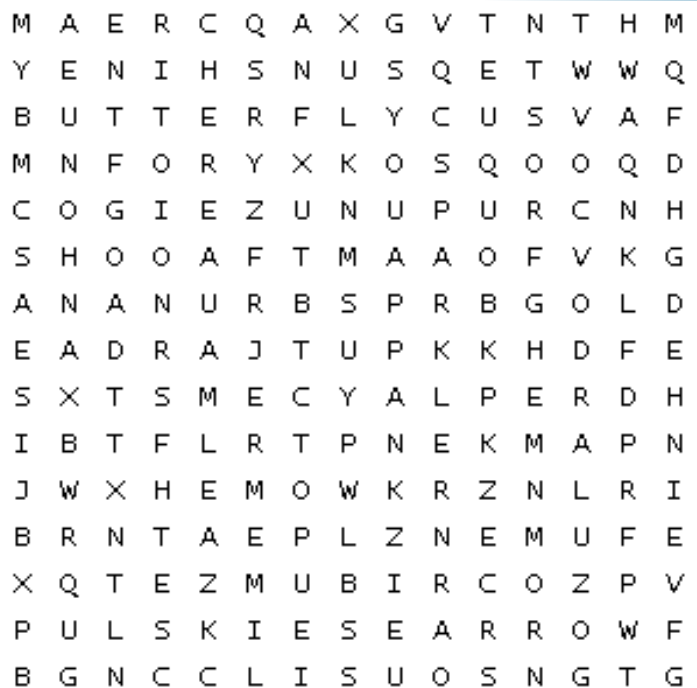 M A E R C Q A X G V T N T H M
Y E N I H S N U S Q E T W W Q
B U T T E R F L Y C U S V A F
M N F O R Y X K O S Q O O Q D
C O G I E Z U N U P U R C N H
S H O O A F T M A A O F V K G
A N A N U R B S P R B G O L D
E A D R A J T U P K K H D F E
S X T S M E C Y A L P E R D H
I B T F L R T P N E K M A P N
J W X H E M O W K R Z N L R I
B R N T A E P L Z N E M U F E
X Q T E Z M U B I R C O Z P V
P U L S K I E S E A R R O W F
B G N C C L I S U O S N G T G